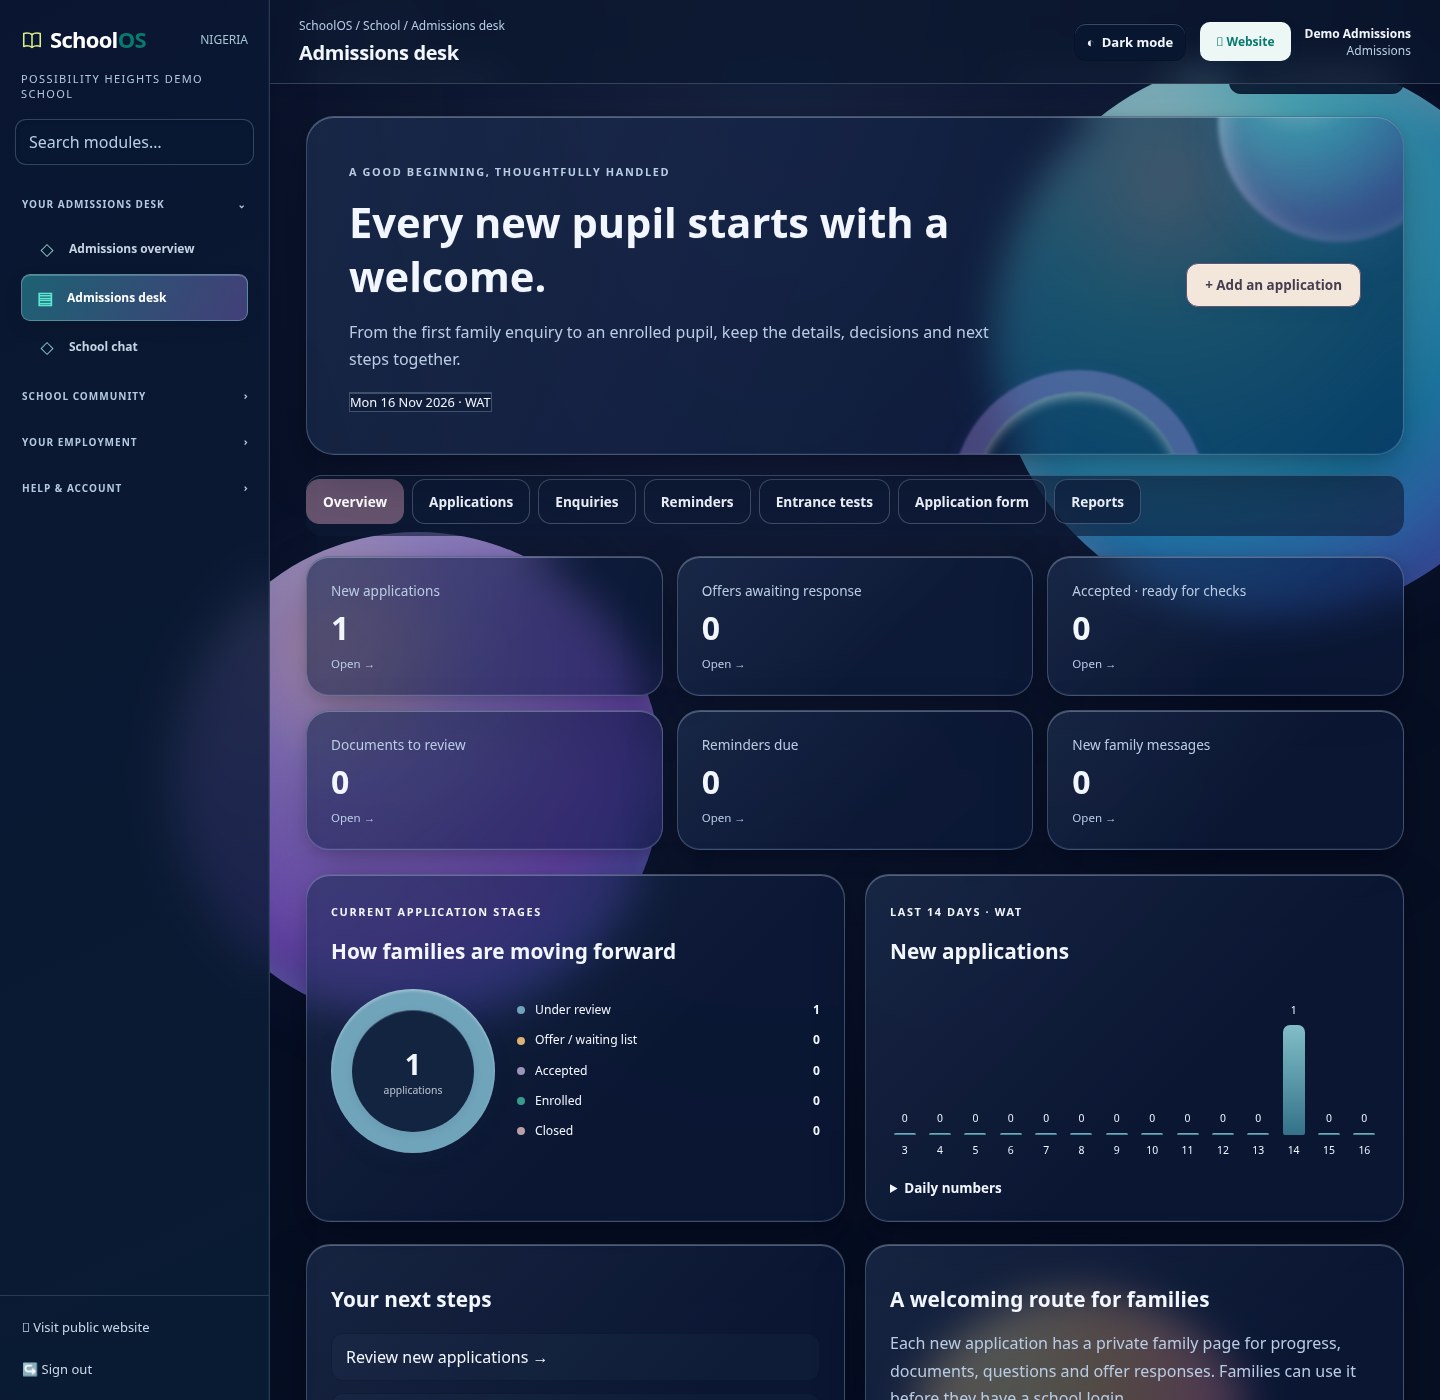 SchoolOS
NIGERIA
POSSIBILITY HEIGHTS DEMO
SCHOOL
Search modules...
YOUR ADMISSIONS DESK
Admissions overview
Admissions desk
School chat
SCHOOL COMMUNITY
YOUR EMPLOYMENT
HELP & ACCOUNT
Visit public website
Sign out
SchoolOS / School / Admissions desk
Admissions desk
Dark mode
Website
Demo Admissions
Admissions
A GOOD BEGINNING, THOUGHTFULLY HANDLED
Every new pupil starts with a
welcome.
From the first family enquiry to an enrolled pupil, keep the details, decisions and next
steps together.
Mon 16 Nov 2026 · WAT
+ Add an application
Overview
Applications
Enquiries
Reminders
Entrance tests
Application form
Reports
New applications
1
Open →
Offers awaiting response
0
Open →
Accepted · ready for checks
0
Open →
Documents to review
0
Open →
Reminders due
0
Open →
New family messages
0
Open →
CURRENT APPLICATION STAGES
How families are moving forward
1
applications
Under review 1
Offer / waiting list 0
Accepted 0
Enrolled 0
Closed 0
LAST 14 DAYS · WAT
New applications
1
0 0 0 0 0 0 0 0 0 0 0 0 0
3 4 5 6 7 8 9 10 11 12 13 14 15 16
Daily numbers
Your next steps
Review new applications →
A welcoming route for families
Each new application has a private family page for progress,
documents, questions and offer responses. Families can use it
before they have a school login.